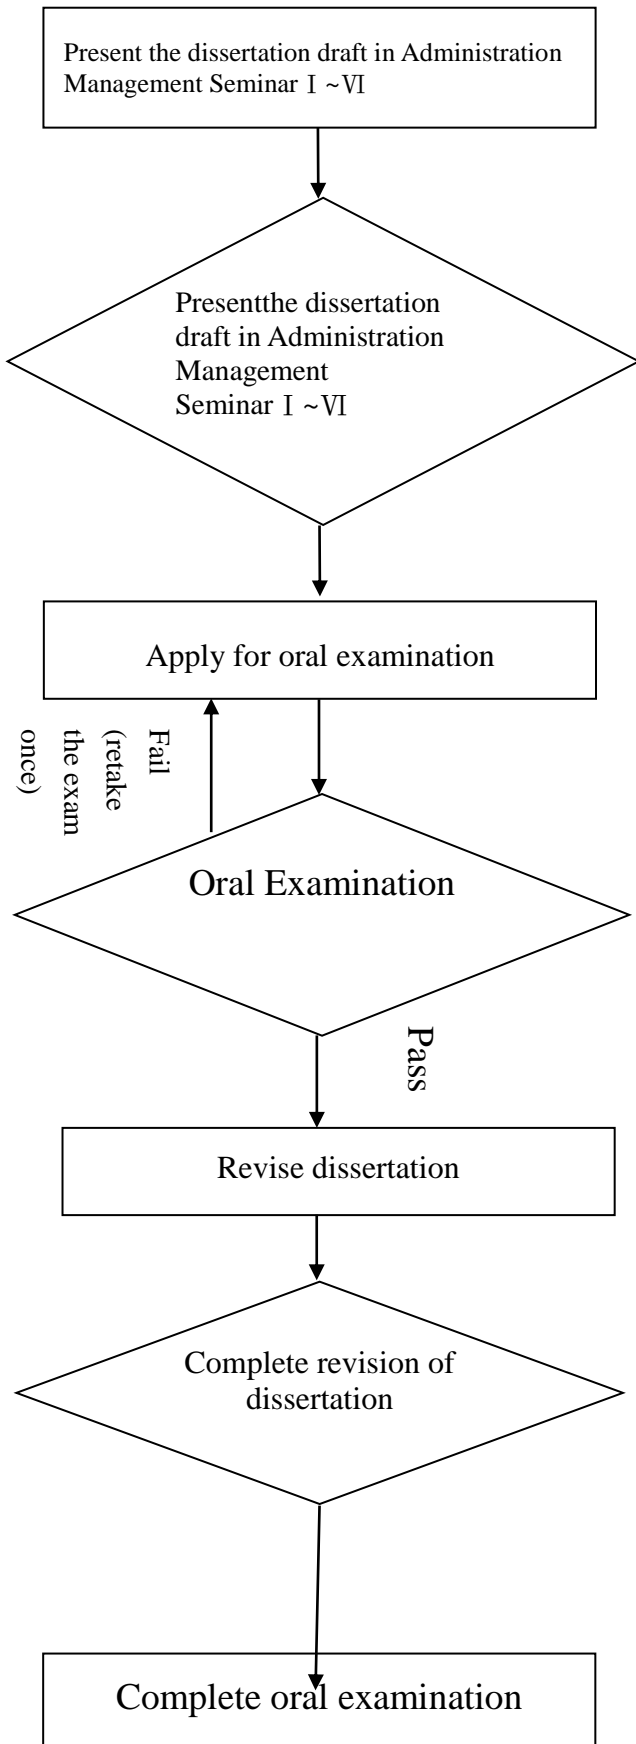 Present the dissertation draft in Administration
Management Seminar Ⅰ ~Ⅵ
Presentthe dissertation
draft in Administration
Management
Seminar Ⅰ ~Ⅵ
Apply for oral examination
Fail
(retake
the exam
once)
Oral Examination
Pass
Revise dissertation
Complete revision of
dissertation
Complete oral examination